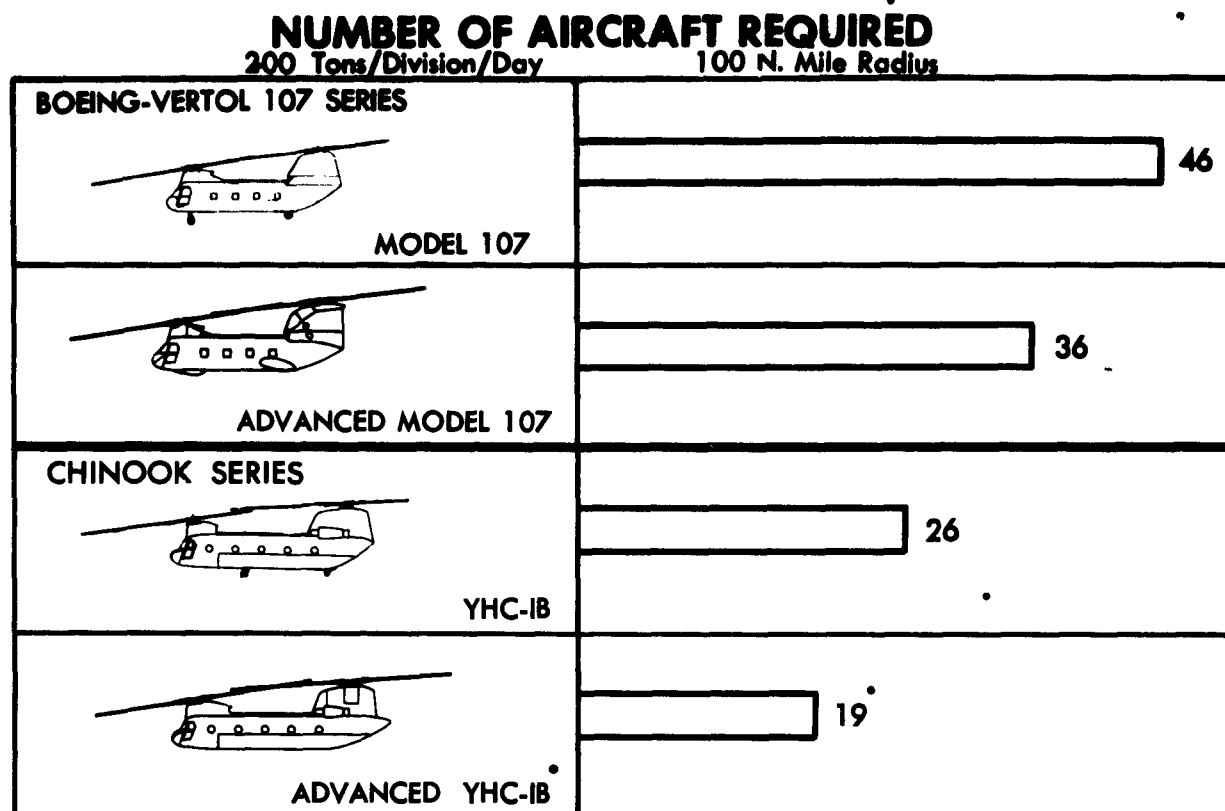 NUMBER OF AIRCRAFT REQUIRED
200 Tons/Division/Day 100 N. Mile Radius
BOEING-VERTOL 107 SERIES
46
MODEL 107
36
ADVANCED MODEL 107
CHINOOK SERIES
26
YHC-IB
19
ADVANCED YHC-IB